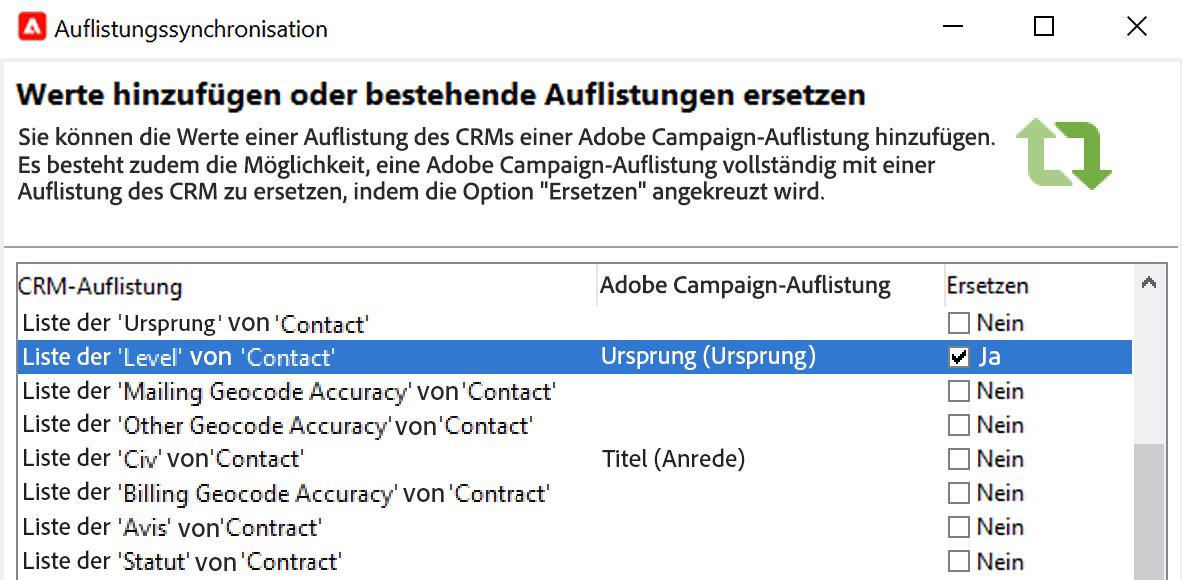 Auflistungssynchronisation
Werte hinzufügen oder bestehende Auflistungen ersetzen
Sie können die Werte einer Auflistung des CRMs einer Adobe Campaign-Auflistung hinzufügen.
Es besteht zudem die Möglichkeit, eine Adobe Campaign-Auflistung vollständig mit einer
Auflistung des CRM zu ersetzen, indem die Option "Ersetzen" angekreuzt wird.
CRM-Auflistung Adobe Campaign-Auflistung Ersetzen
Liste der 'Ursprung' von 'Contact' Nein
Liste der 'Level' von 'Contact' Ursprung (Ursprung) Ja
Liste der 'Mailing Geocode Accuracy' von 'Contact' Nein
Liste der 'Other Geocode Accuracy' von 'Contact' Nein
Liste der 'Civ' von 'Contact' Titel (Anrede) Nein
Liste der 'Billing Geocode Accuracy' von 'Contract' Nein
Liste der 'Avis' von 'Contract' Nein
Liste der 'Statut' von 'Contract' Nein